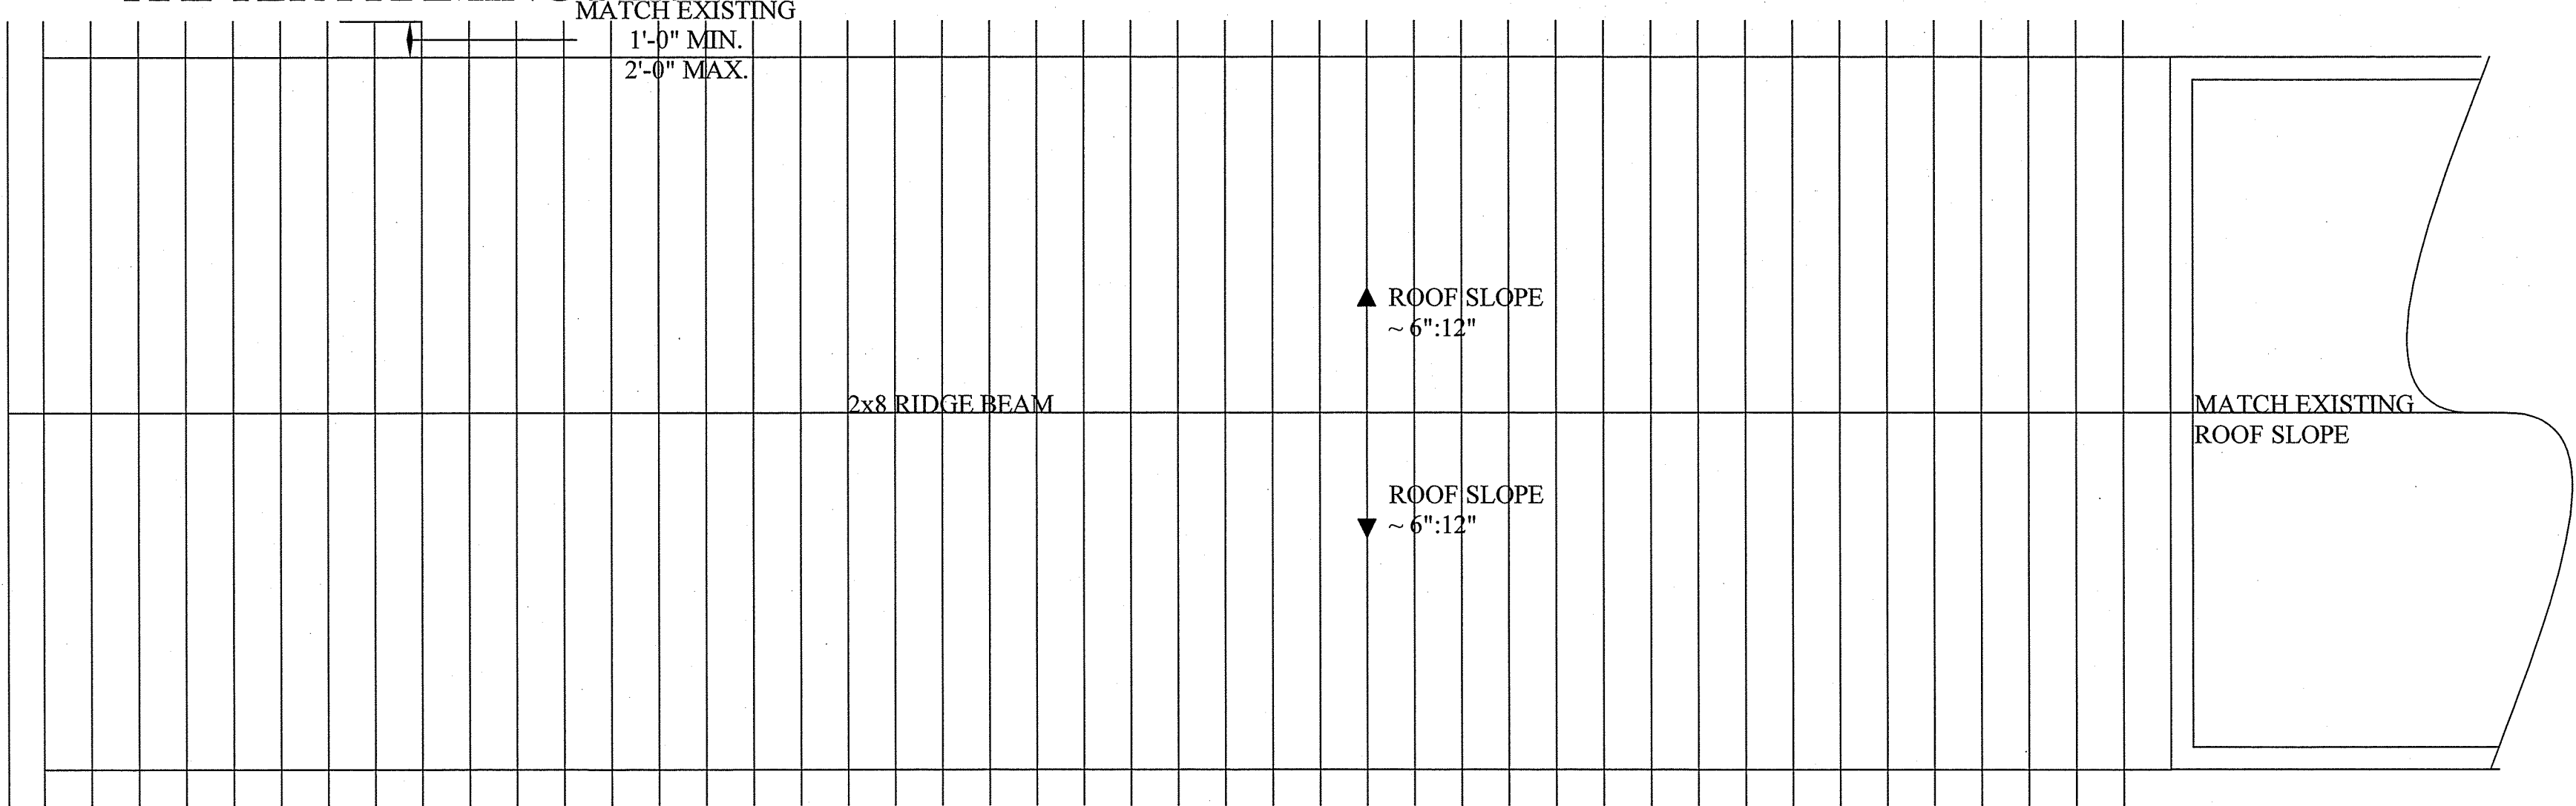 MATCH EXISTING
1'-0" MIN.
2'-0" MAX.
ROOF SLOPE
~ 6":12"
2x8 RIDGE BEAM
MATCH EXISTING
ROOF SLOPE
ROOF SLOPE
~ 6":12"